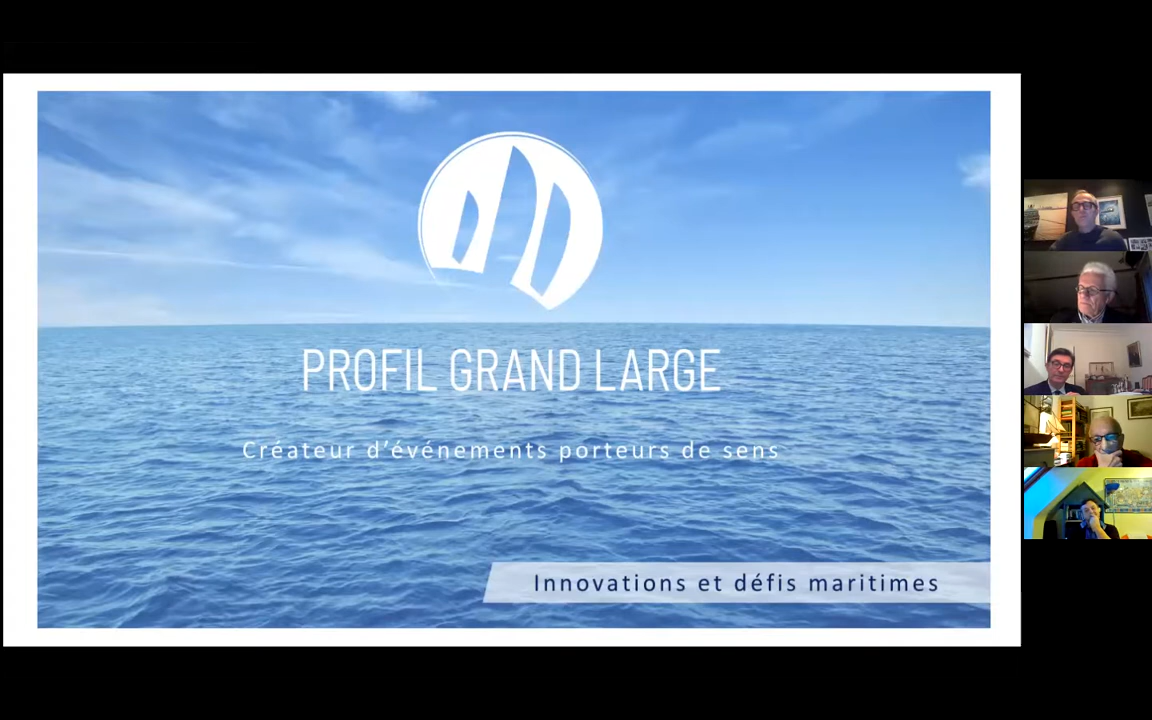 PROFIL GRAND LARGE
Créateur d’événements porteurs de sens
Innovations et défis maritimes